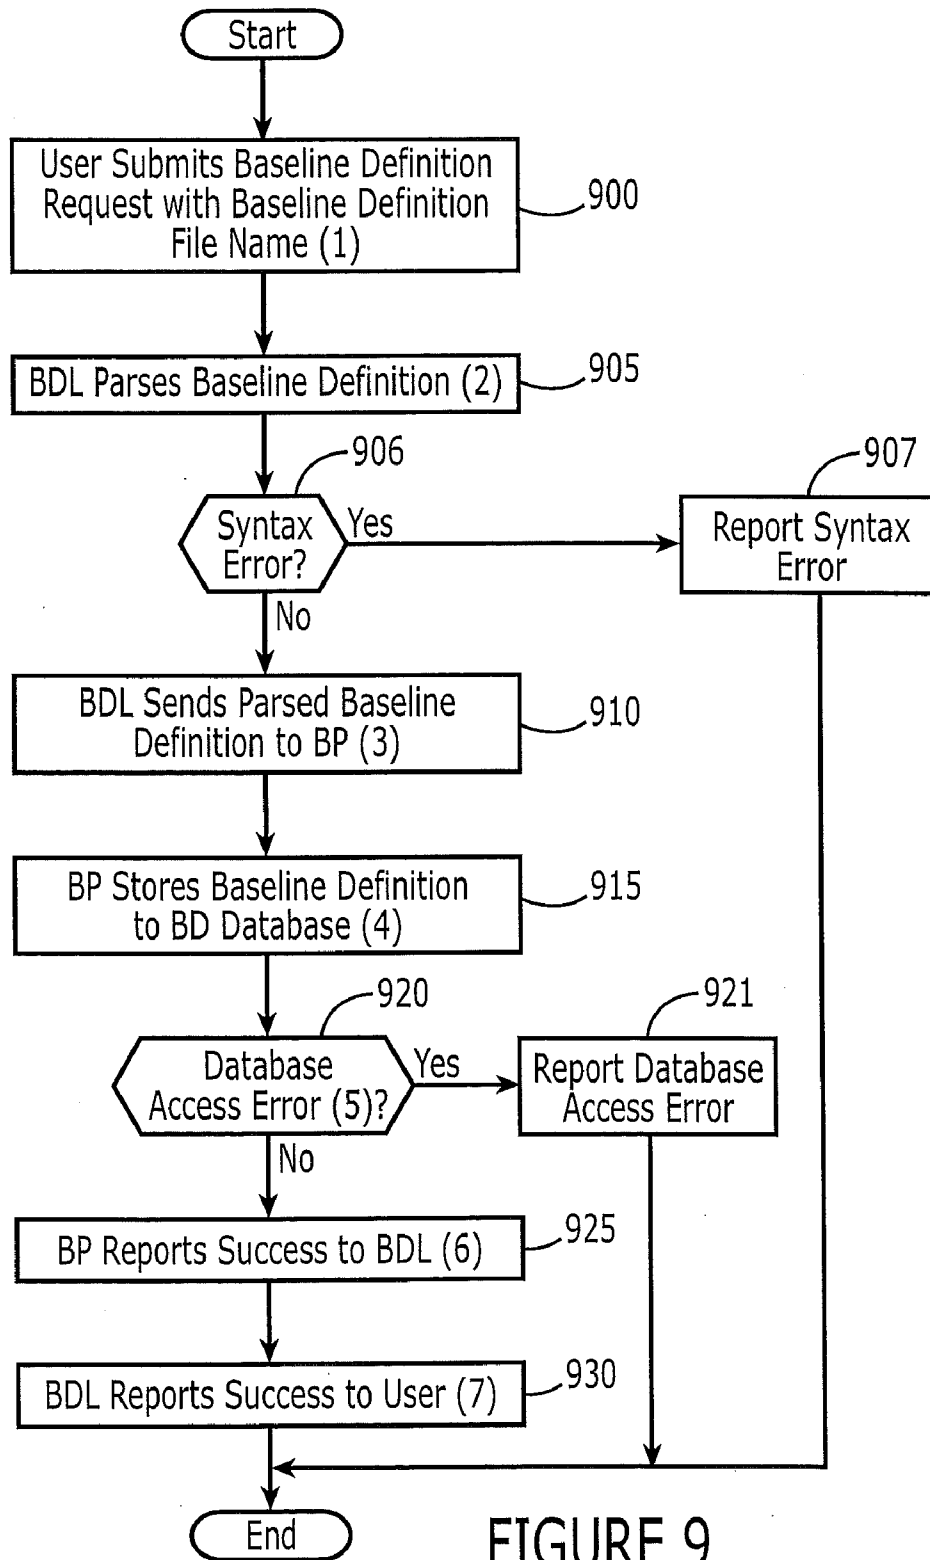 Start
User Submits Baseline Definition
Request with Baseline Definition
File Name (1)
900
BDL Parses Baseline Definition (2)
905
906
907
Syntax
Error?
Yes
Report Syntax
Error
No
BDL Sends Parsed Baseline
Definition to BP (3)
910
BP Stores Baseline Definition
to BD Database (4)
915
920
921
Database
Access Error (5)?
Yes
Report Database
Access Error
No
BP Reports Success to BDL (6)
925
BDL Reports Success to User (7)
930
End
FIGURE 9